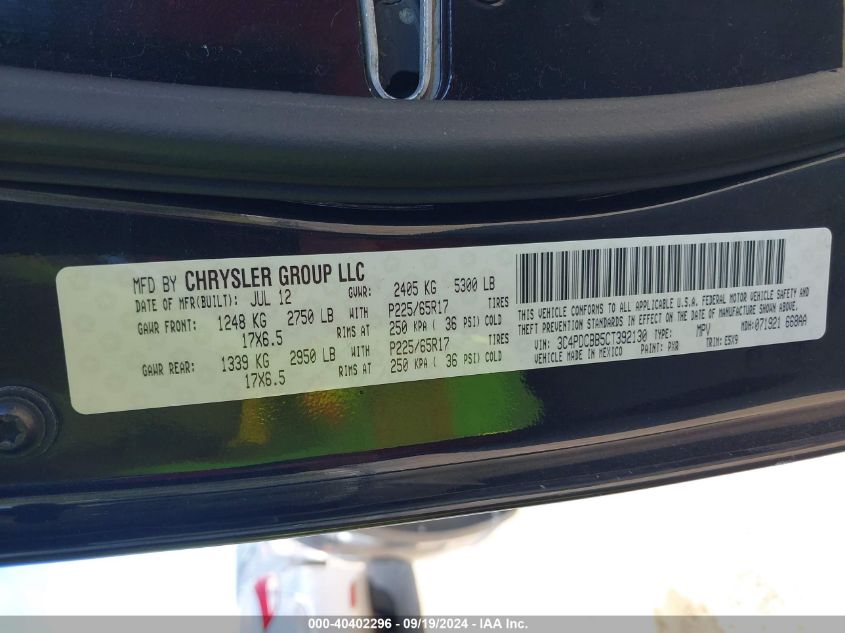 MFD BY CHRYSLER GROUP LLC
DATE OF MFR(BUILT): JUL 12 GVWR: 2405 KG 5300 LB
GAWR FRONT: 1248 KG 2750 LB WITH P225/65R17 TIRES
17X6.5 RIMS AT 250 KPA ( 36 PSI) COLD
GAWR REAR: 1339 KG 2950 LB WITH P225/65R17 TIRES
17X6.5 RIMS AT 250 KPA ( 36 PSI) COLD
THIS VEHICLE CONFORMS TO ALL APPLICABLE U.S.A. FEDERAL MOTOR VEHICLE SAFETY AND
THEFT PREVENTION STANDARDS IN EFFECT ON THE DATE OF MANUFACTURE SHOWN ABOVE.
VIN: 3C4PDCBB5CT392130 TYPE: MPV MDH: 071921 668AA
VEHICLE MADE IN MEXICO PAINT: PXR TRIM: E5X9
000-40402296 - 09/19/2024 - IAA Inc.